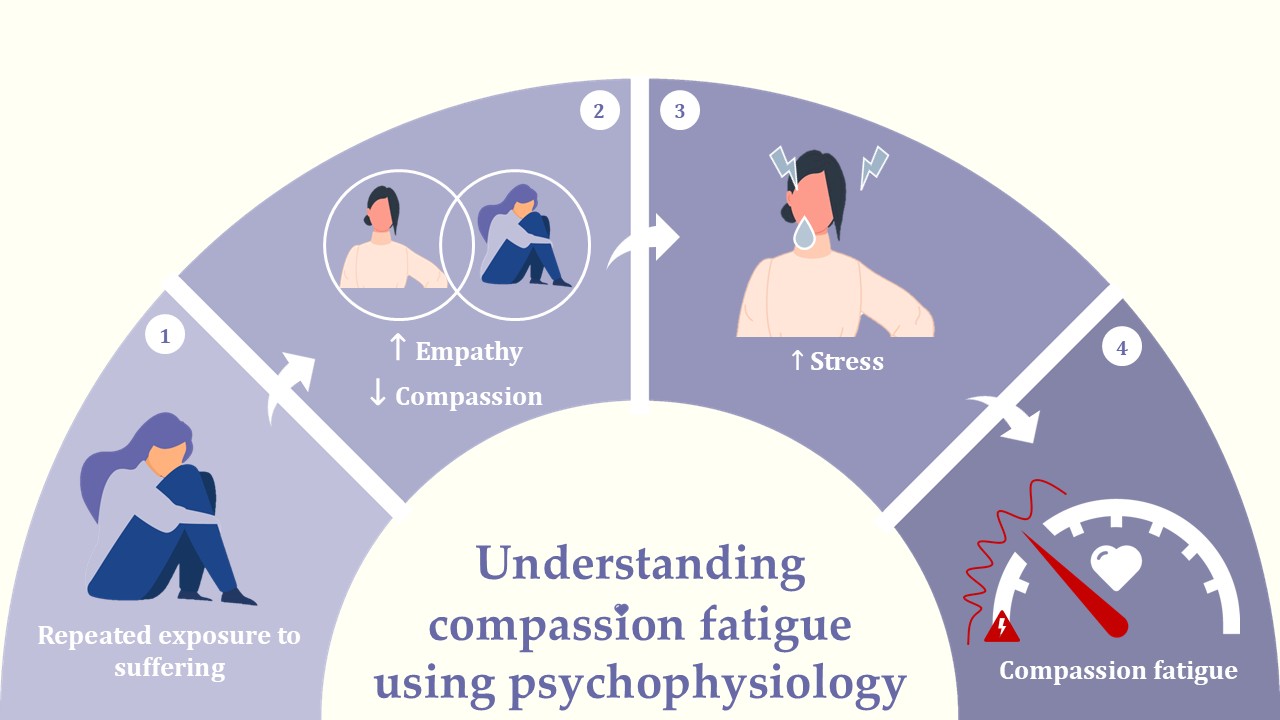 1
Repeated exposure to
suffering
2
↑ Empathy
↓ Compassion
3
↑ Stress
4
Compassion fatigue
Understanding
compassion fatigue
using psychophysiology